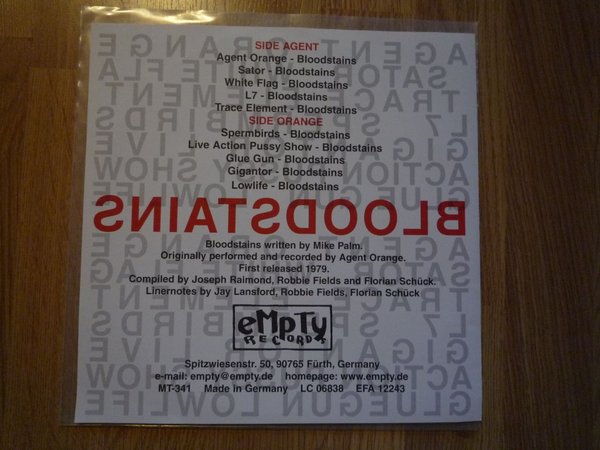 SIDE AGENT
Agent Orange - Bloodstains
Sator - Bloodstains
White Flag - Bloodstains
L7 - Bloodstains
Trace Element - Bloodstains
SIDE ORANGE
Spermbirds - Bloodstains
Live Action Pussy Show - Bloodstains
Glue Gun - Bloodstains
Gigantor - Bloodstains
Lowlife - Bloodstains
BLOODSTAINS
Bloodstains written by Mike Palm.
Originally performed and recorded by Agent Orange.
First released 1979.
Compiled by Joseph Raimond, Robbie Fields and Florian Schück.
Linernotes by Jay Lansford, Robbie Fields, Florian Schück
eMpTy
RECORDS
Spitzwiesenstr. 50, 90765 Fürth, Germany
e-mail: empty@empty.de homepage: www.empty.de
MT-341 Made in Germany LC 06838 EFA 12243
GLUEGUN LOWLIFE